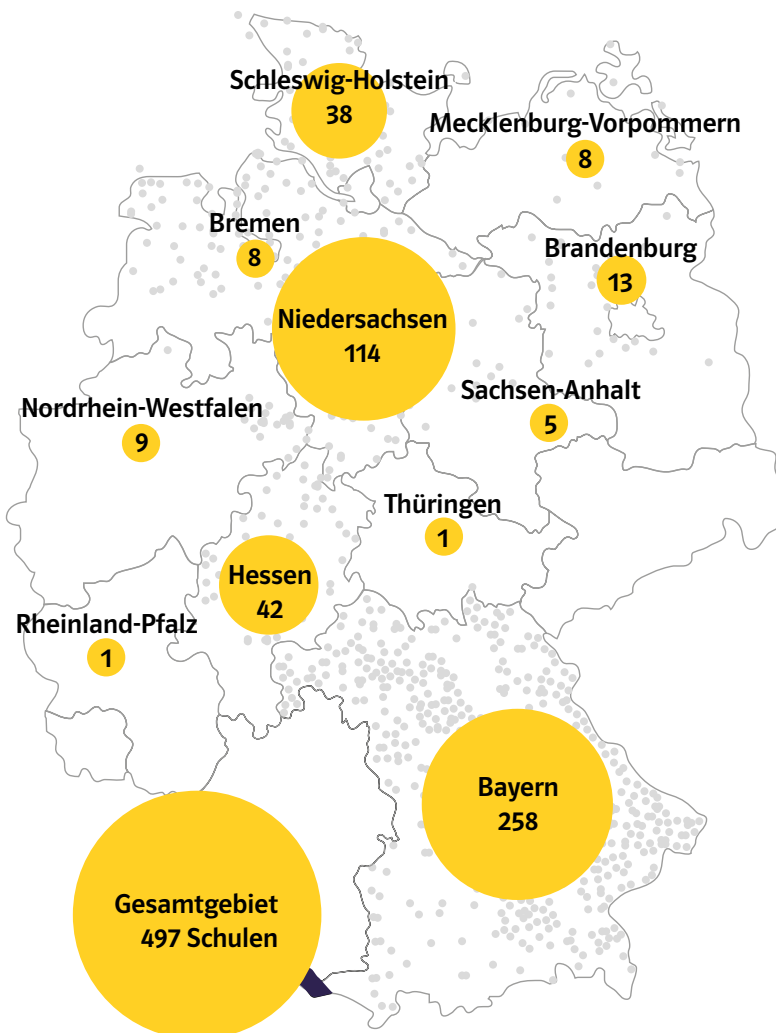 Schleswig-Holstein
38
Mecklenburg-Vorpommern
8
Bremen
8
Brandenburg
13
Niedersachsen
114
Sachsen-Anhalt
5
Nordrhein-Westfalen
9
Thüringen
1
Hessen
42
Rheinland-Pfalz
1
Bayern
258
Gesamtgebiet
497 Schulen